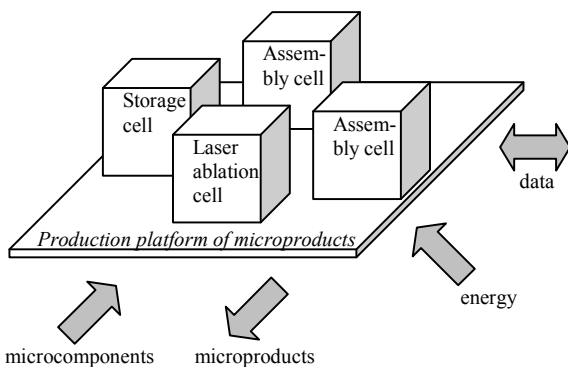 Assem-
bly cell
Storage
cell
Assem-
bly cell
Laser
ablation
cell
data
Production platform of microproducts
energy
microcomponents
microproducts